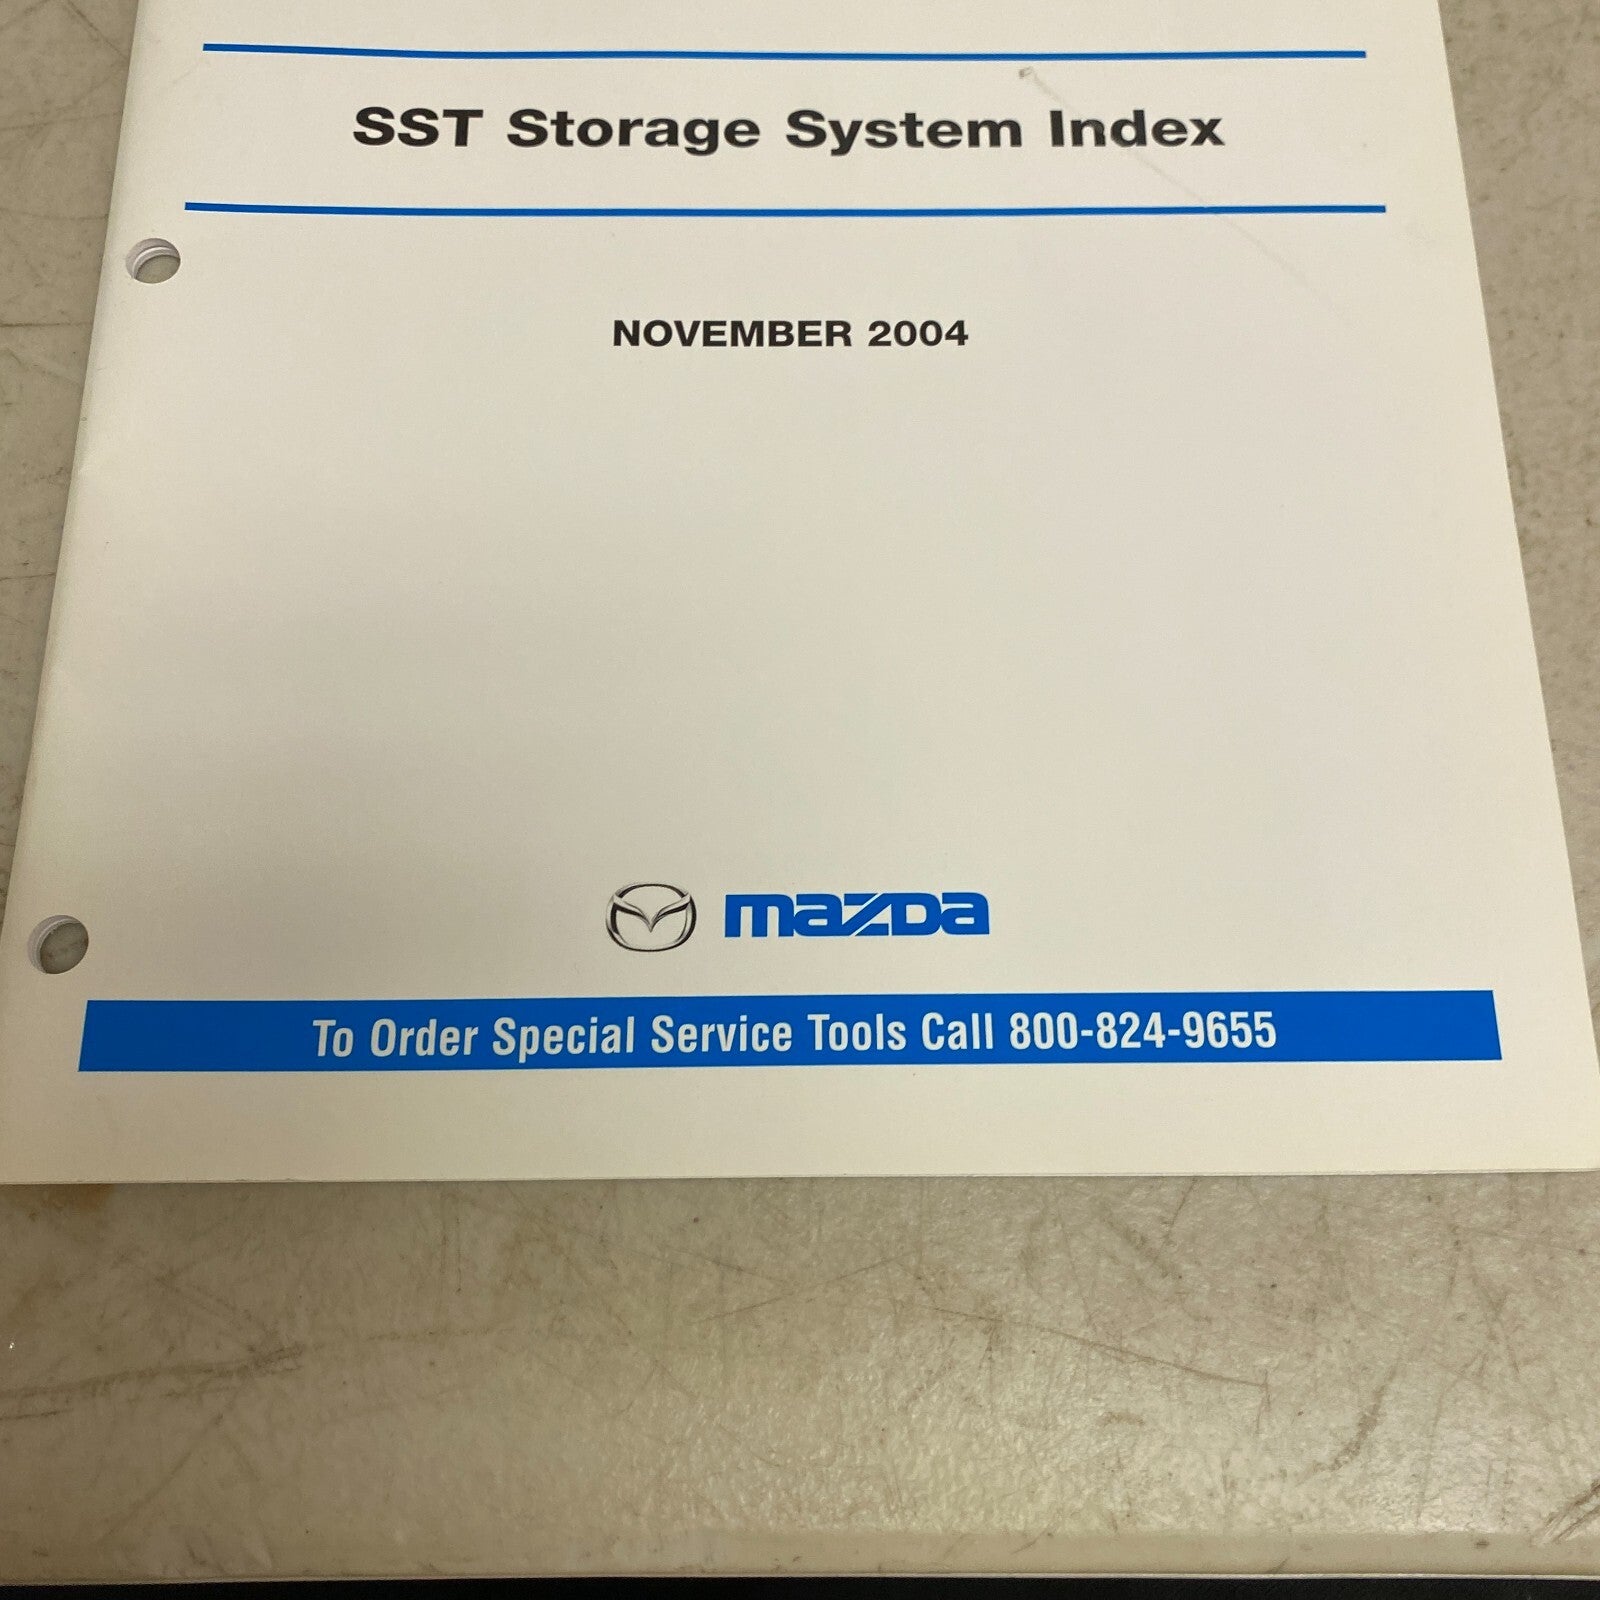 SST Storage System Index
NOVEMBER 2004
mazda
To Order Special Service Tools Call 800-824-9655